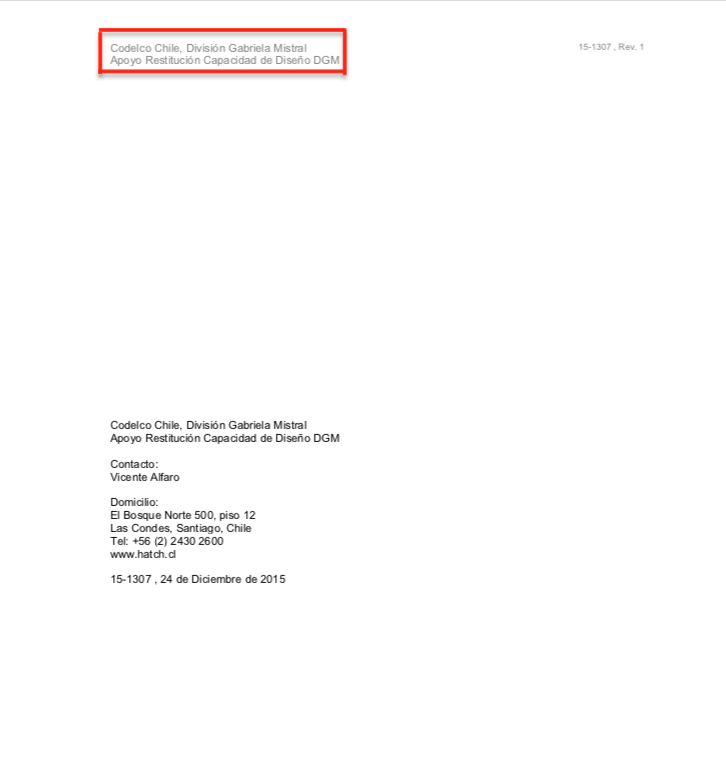 Codelco Chile, División Gabriela Mistral
Apoyo Restitución Capacidad de Diseño DGM
15-1307 , Rev. 1
Codelco Chile, División Gabriela Mistral
Apoyo Restitución Capacidad de Diseño DGM
Contacto:
Vicente Alfaro
Domicilio:
El Bosque Norte 500, piso 12
Las Condes, Santiago, Chile
Tel: +56 (2) 2430 2600
www.hatch.cl
15-1307 , 24 de Diciembre de 2015